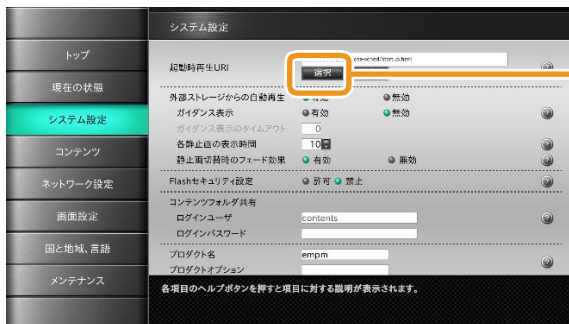 システム設定
トップ
現在の状態
システム設定
コンテンツ
ネットワーク設定
画面設定
国と地域、言語
メンテナンス
起動時再生URI
選択
外部ストレージからの自動再生 有効 無効
ガイダンス表示 有効 無効
ガイダンス表示のタイムアウト 0
各静止画の表示時間 10
静止画切替時のフェード効果 有効 無効
Flashセキュリティ設定 許可 禁止
コンテンツフォルダ共有
ログインユーザ contents
ログインパスワード
プロダクト名 empm
プロダクトオプション
各項目のヘルプボタンを押すと項目に対する説明が表示されます。